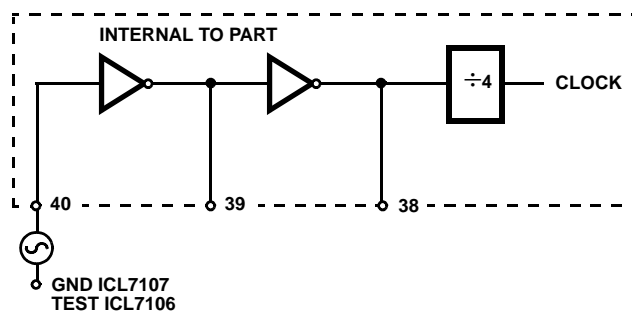 INTERNAL TO PART
÷4
CLOCK
40
39
38
GND ICL7107
TEST ICL7106